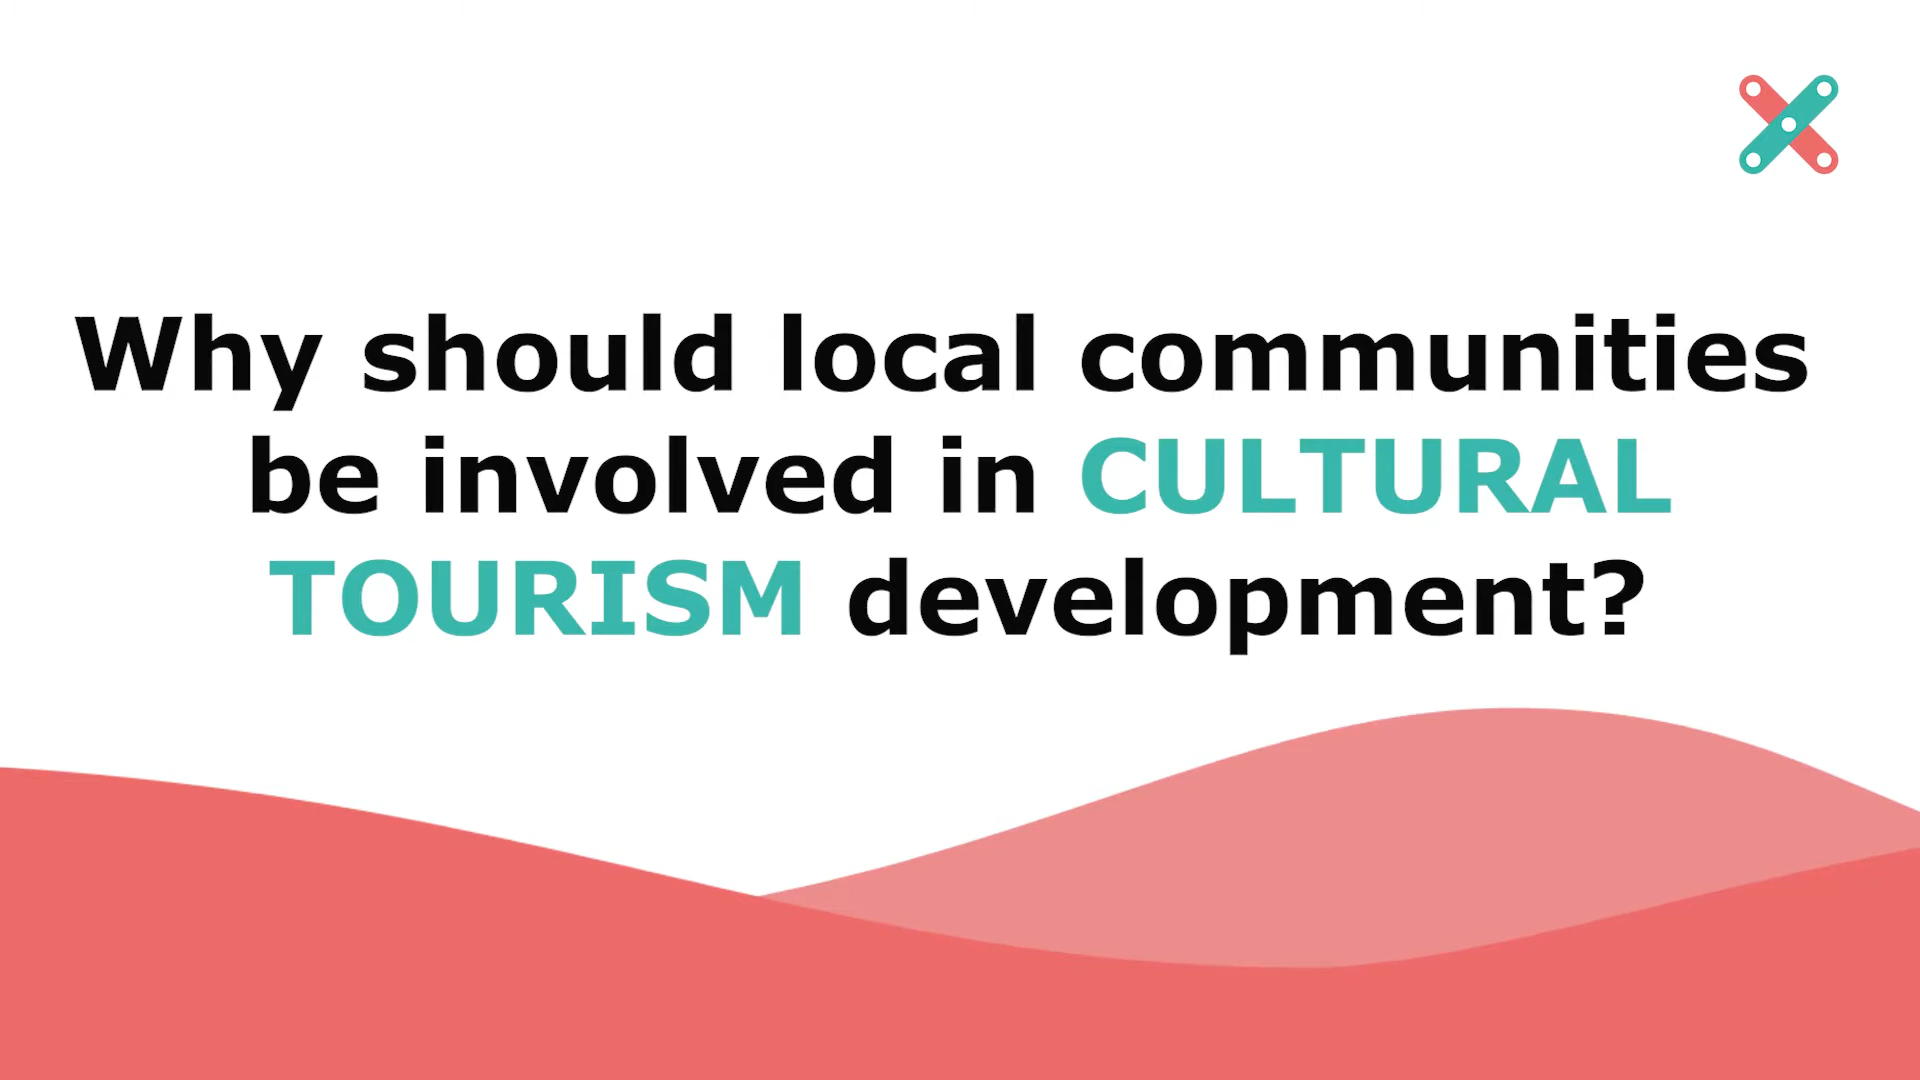 Why should local communities
be involved in CULTURAL
TOURISM development?